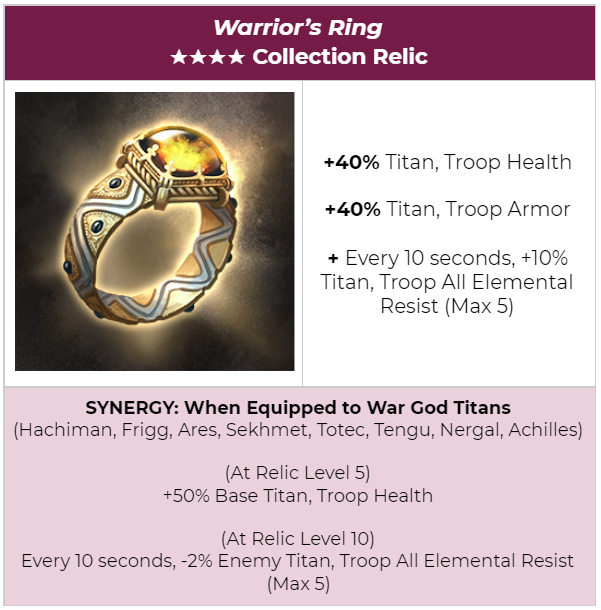 Warrior's Ring
★★★★ Collection Relic
+40% Titan, Troop Health
+40% Titan, Troop Armor
+ Every 10 seconds, +10%
Titan, Troop All Elemental
Resist (Max 5)
SYNERGY: When Equipped to War God Titans
(Hachiman, Frigg, Ares, Sekhmet, Totec, Tengu, Nergal, Achilles)
(At Relic Level 5)
+50% Base Titan, Troop Health
(At Relic Level 10)
Every 10 seconds, -2% Enemy Titan, Troop All Elemental Resist
(Max 5)